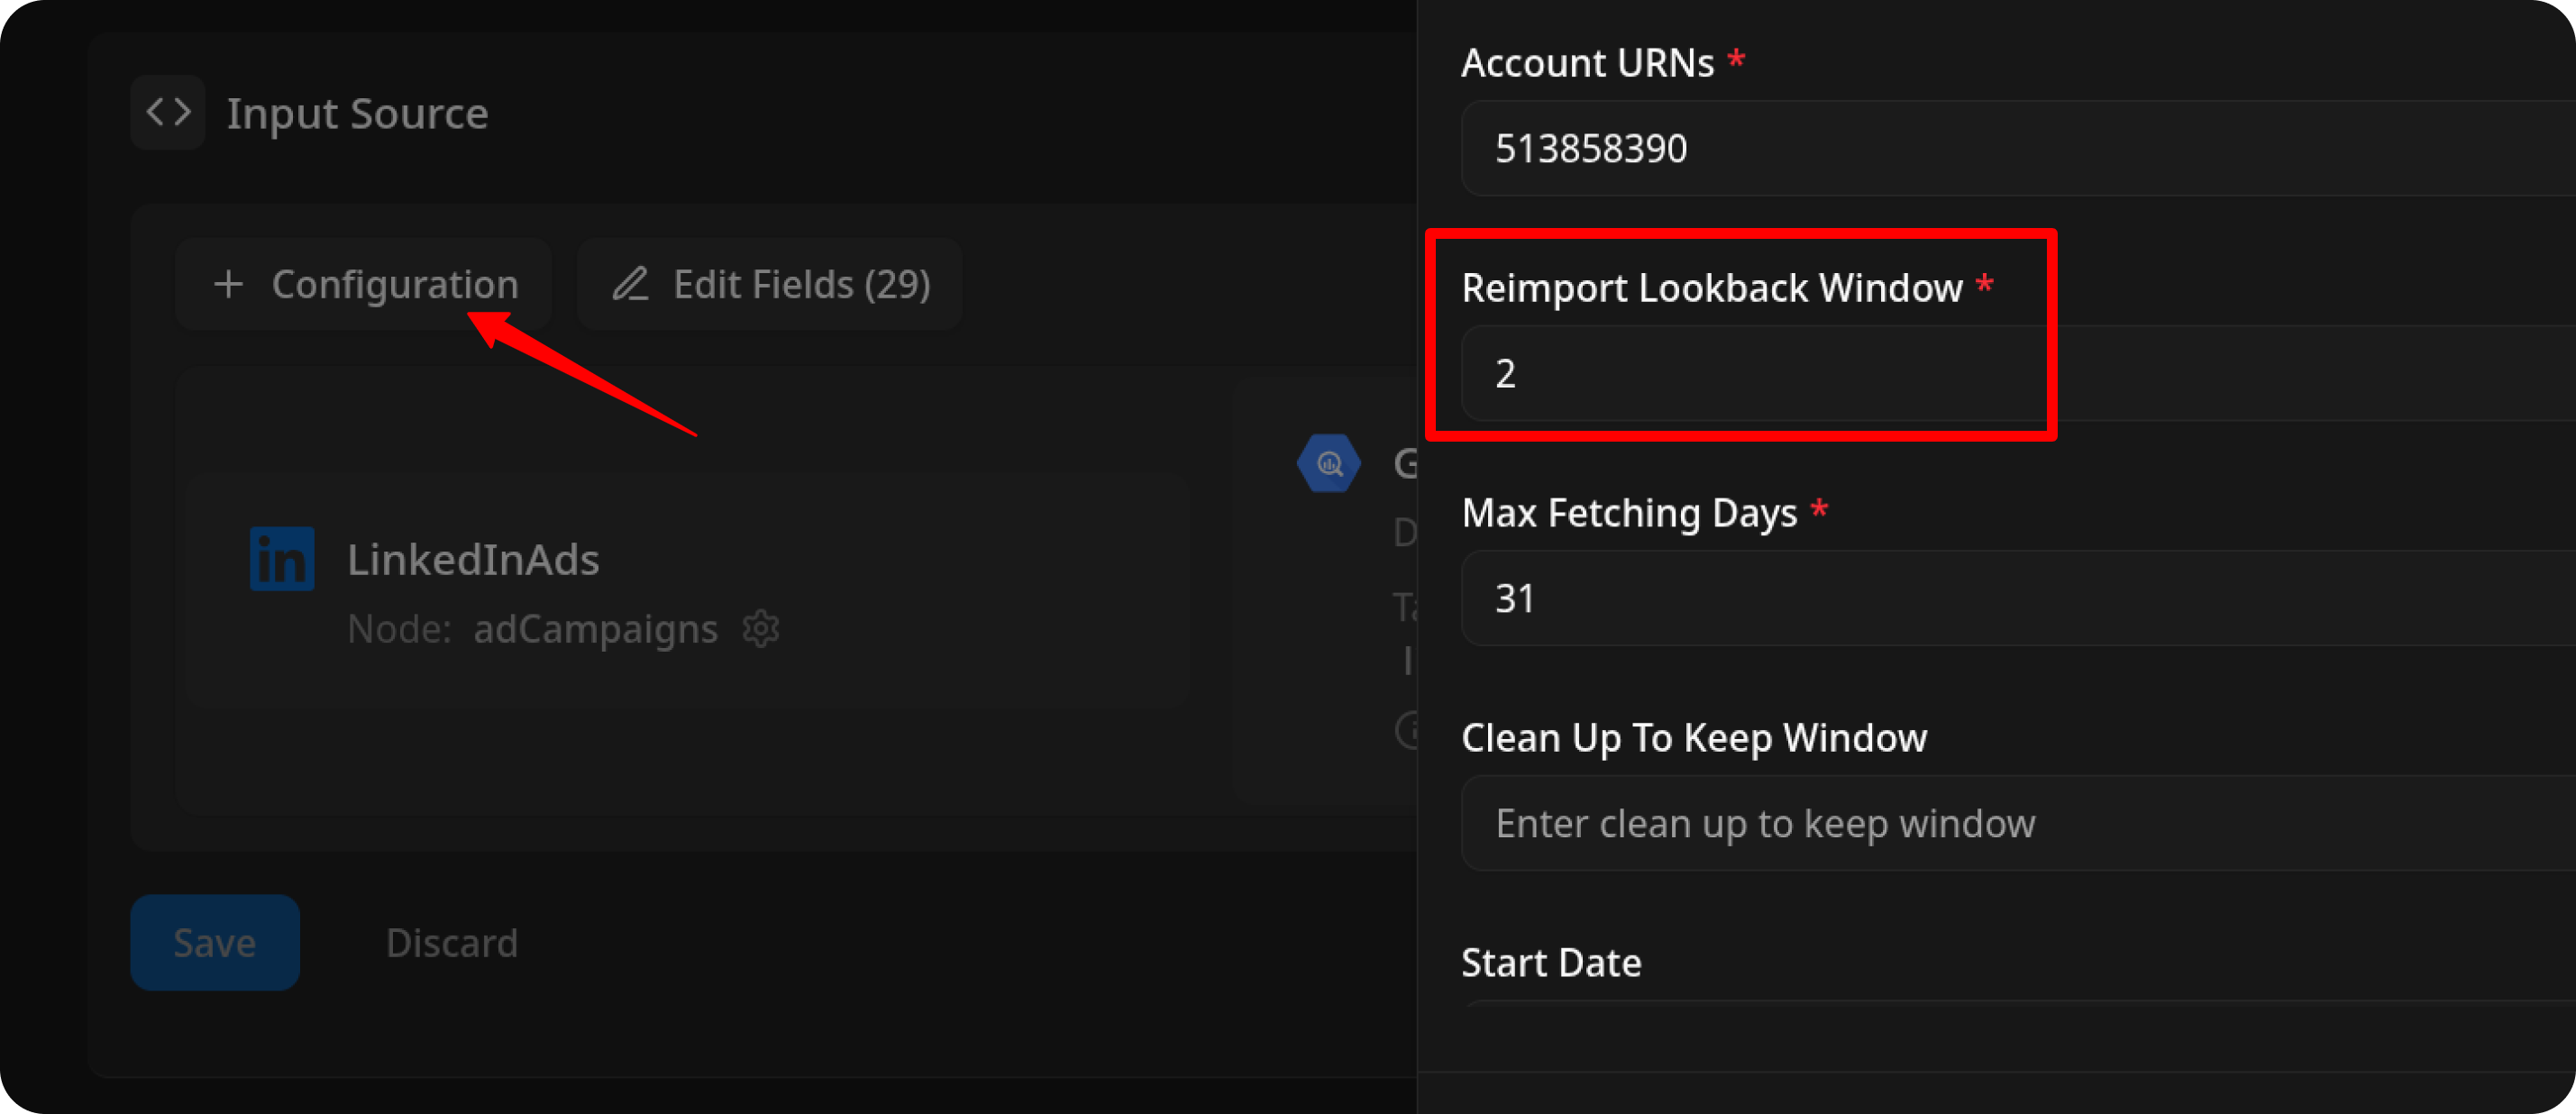 Input Source
Configuration
Edit Fields (29)
in
LinkedInAds
Node: adCampaigns
Save
Discard
Account URNs *
513858390
Reimport Lookback Window *
2
Max Fetching Days *
31
Clean Up To Keep Window
Enter clean up to keep window
Start Date